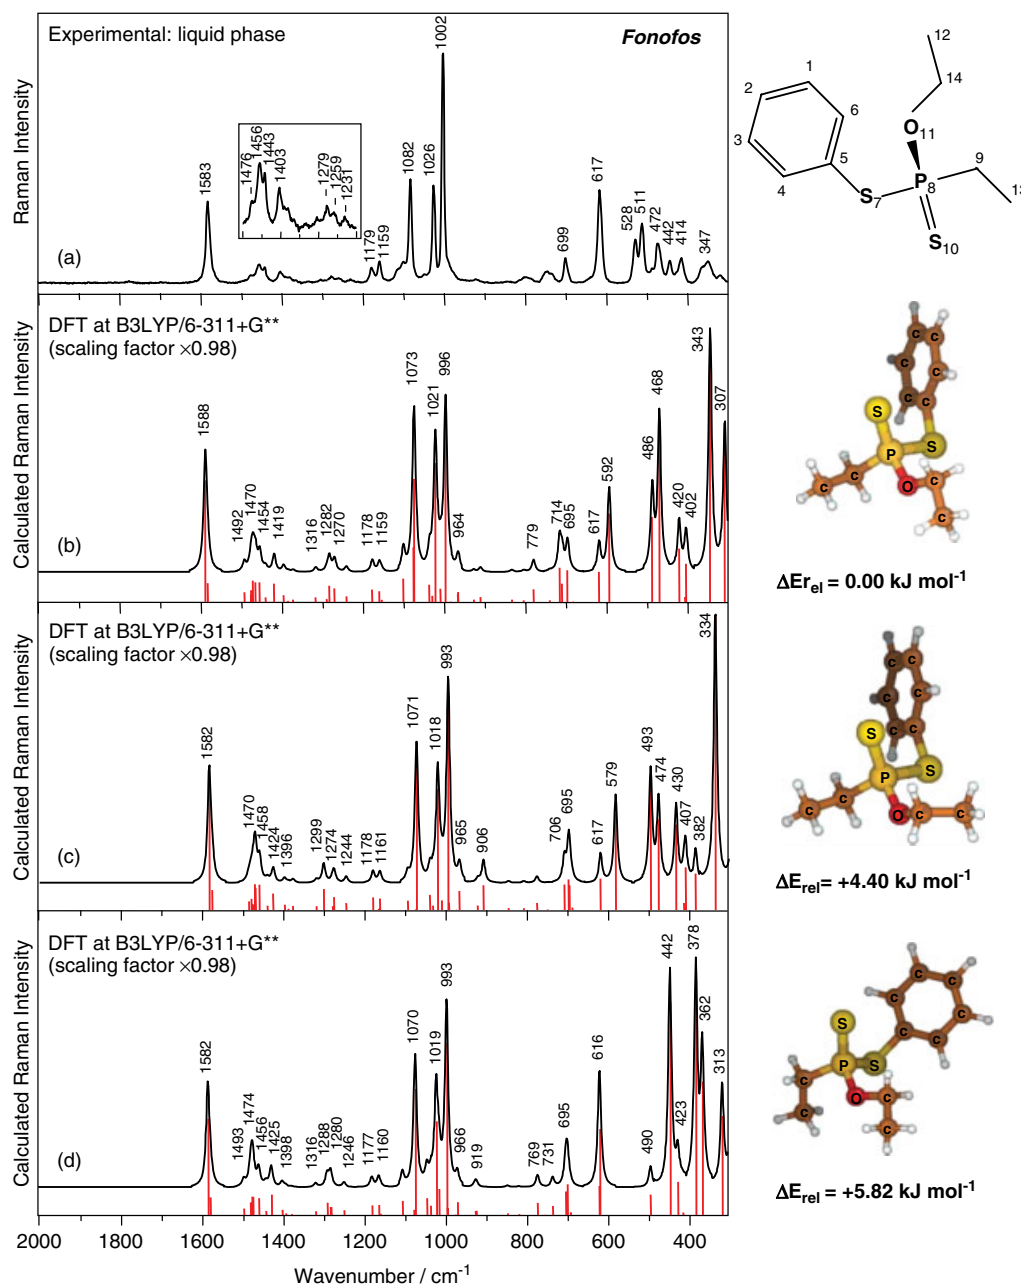 Experimental: liquid phase
Fonofos
Raman Intensity
(a)
1583
1476
1456
1443
1403
1279
1259
1231
1179
1159
1082
1026
1002
699
617
528
511
472
442
414
347
12
14
1
2
3
4
5
6
O11
P8
S7
S10
9
13
DFT at B3LYP/6-311+G**
(scaling factor ×0.98)
Calculated Raman Intensity
(b)
1588
1492
1470
1454
1419
1316
1282
1270
1178
1159
1073
1021
996
964
779
714
695
617
592
486
468
420
402
343
307
C C C C C C
S
S
P
C C
O
C
C
ΔErel = 0.00 kJ mol-1
DFT at B3LYP/6-311+G**
(scaling factor ×0.98)
Calculated Raman Intensity
(c)
1582
1470
1458
1424
1396
1299
1274
1244
1178
1161
1071
1018
993
965
906
706
695
617
579
493
474
430
407
382
334
C C C C C C
S
S
P
C C
O
C C
ΔErel= +4.40 kJ mol-1
DFT at B3LYP/6-311+G**
(scaling factor ×0.98)
Calculated Raman Intensity
(d)
1582
1493
1474
1456
1425
1398
1316
1288
1280
1246
1177
1160
1070
1019
993
966
919
769
731
695
616
490
442
423
378
362
313
C C C C C C
S
P S
C
C
O C
C
ΔErel = +5.82 kJ mol-1
2000 1800 1600 1400 1200 1000 800 600 400
Wavenumber / cm-1